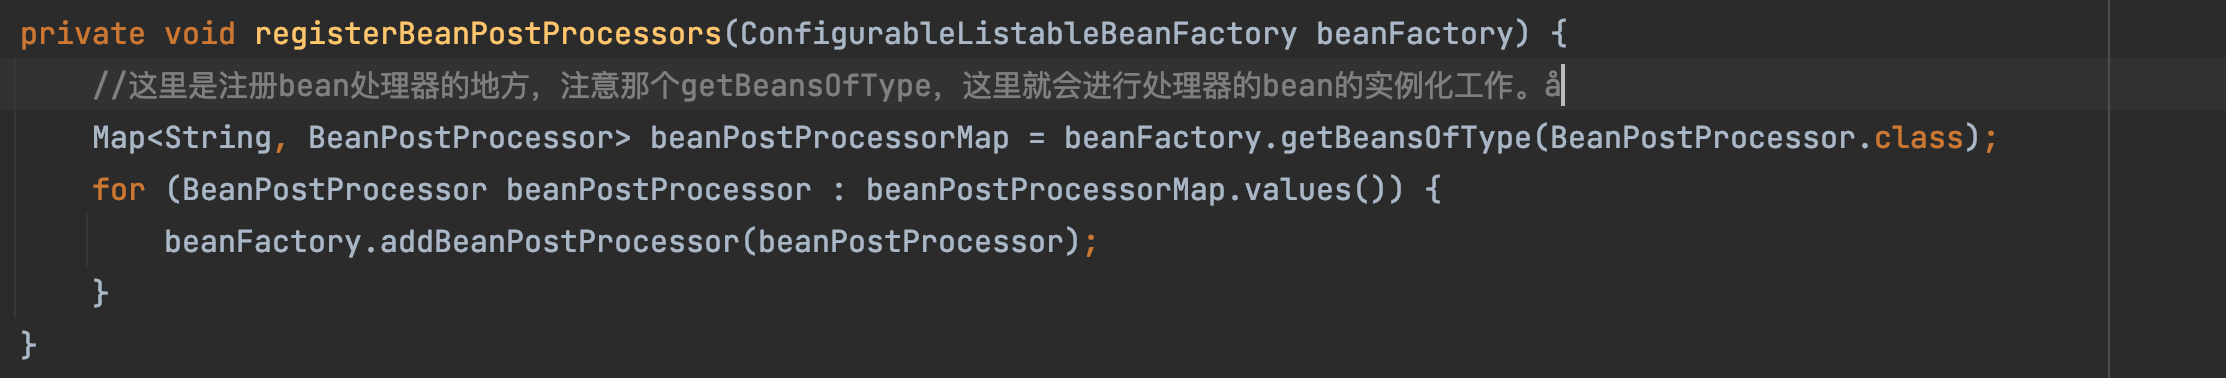 private void registerBeanPostProcessors(ConfigurableListableBeanFactory beanFactory) {
//这里是注册bean处理器的地方，注意那个getBeansOfType，这里就会进行处理器的bean的实例化工作。å
Map<String, BeanPostProcessor> beanPostProcessorMap = beanFactory.getBeansOfType(BeanPostProcessor.class);
for (BeanPostProcessor beanPostProcessor : beanPostProcessorMap.values()) {
beanFactory.addBeanPostProcessor(beanPostProcessor);
}
}